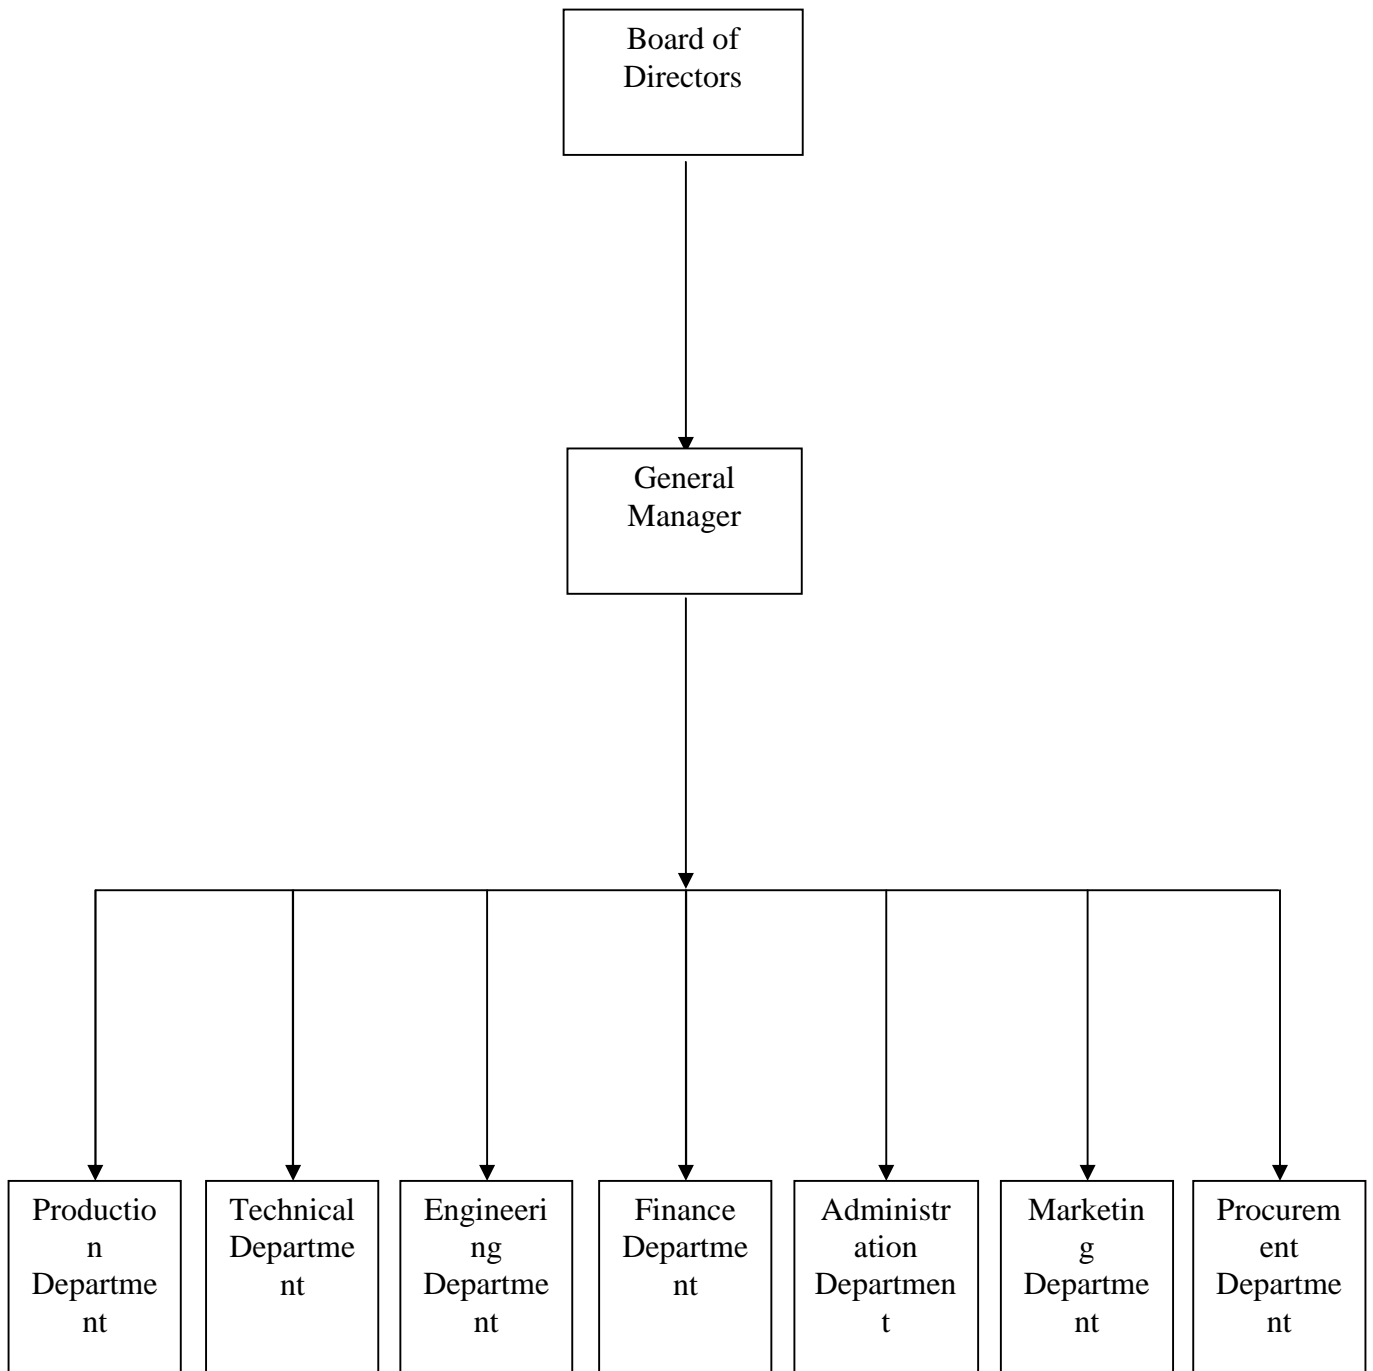 Board of
Directors
General
Manager
Productio
n
Departme
nt
Technical
Departme
nt
Engineeri
ng
Departme
nt
Finance
Departme
nt
Administr
ation
Departmen
t
Marketin
g
Departme
nt
Procurem
ent
Departme
nt